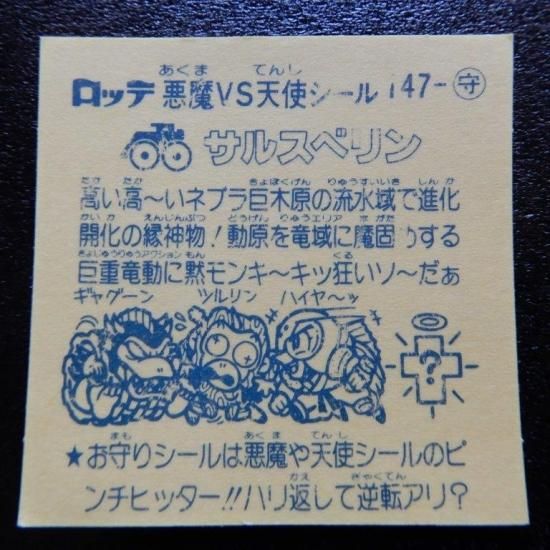 ロッテ 悪魔VS天使シール 147-守
サルスベリン
高い高～いネブラ巨木原の流水域で進化
開化の縁神物！動原を竜域に魔固りする
巨重竜動に黙モンキ～キッ狂いソ～だぁ
ギャグーン ツルリン ハイヤ～ッ
?
★お守りシールは悪魔や天使シールのピ
ンチヒッター!!ハリ返して逆転アリ？